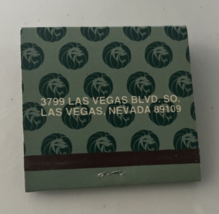 3799 LAS VEGAS BLVD. SO.
LAS VEGAS, NEVADA 89109